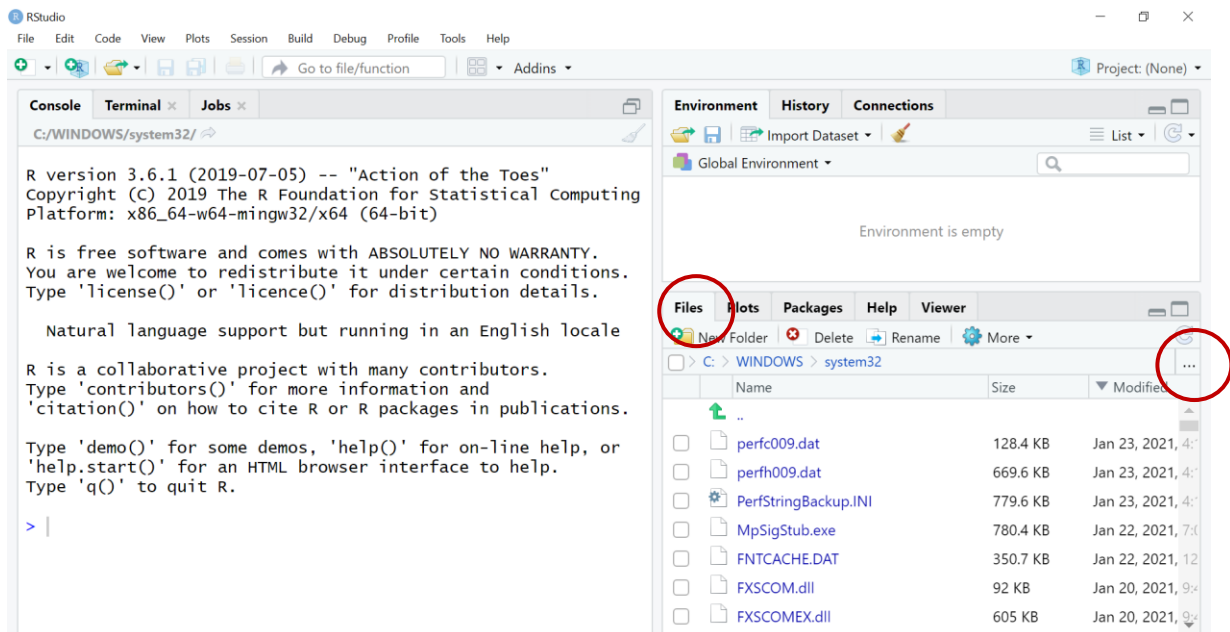 RStudio
File Edit Code View Plots Session Build Debug Profile Tools Help
Go to file/function Addins Project: (None)
Console Terminal Jobs
C:/WINDOWS/system32/
R version 3.6.1 (2019-07-05) -- "Action of the Toes"
Copyright (C) 2019 The R Foundation for Statistical Computing
Platform: x86_64-w64-mingw32/x64 (64-bit)
R is free software and comes with ABSOLUTELY NO WARRANTY.
You are welcome to redistribute it under certain conditions.
Type 'license()' or 'licence()' for distribution details.
Natural language support but running in an English locale
R is a collaborative project with many contributors.
Type 'contributors()' for more information and
'citation()' on how to cite R or R packages in publications.
Type 'demo()' for some demos, 'help()' for on-line help, or
'help.start()' for an HTML browser interface to help.
Type 'q()' to quit R.
>
Environment History Connections
Import Dataset List
Global Environment
Environment is empty
Files Plots Packages Help Viewer
New Folder Delete Rename More
C: > WINDOWS > system32 ...
Name Size Modified
..
perfc009.dat 128.4 KB Jan 23, 2021, 4:
perfh009.dat 669.6 KB Jan 23, 2021, 4:
PerfStringBackup.INI 779.6 KB Jan 23, 2021, 4:
MpSigStub.exe 780.4 KB Jan 22, 2021, 7:
FNTCACHE.DAT 350.7 KB Jan 22, 2021, 12
FXSCOM.dll 92 KB Jan 20, 2021, 9:
FXSCOMEX.dll 605 KB Jan 20, 2021, 9: